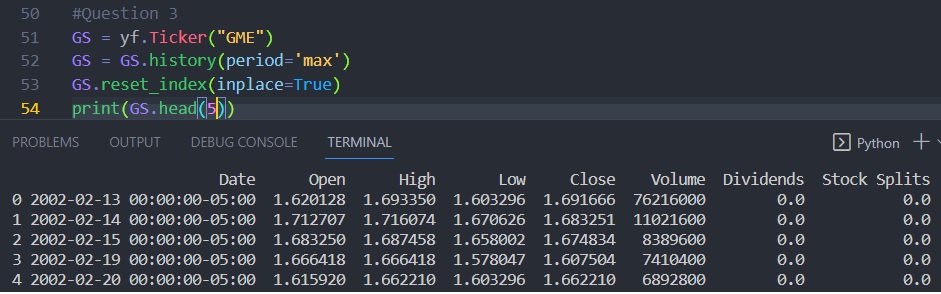 50 #Question 3
51 GS = yf.Ticker("GME")
52 GS = GS.history(period='max')
53 GS.reset_index(inplace=True)
54 print(GS.head(5))
PROBLEMS OUTPUT DEBUG CONSOLE TERMINAL Python
Date Open High Low Close Volume Dividends Stock Splits
0 2002-02-13 00:00:00-05:00 1.620128 1.693350 1.603296 1.691666 76216000 0.0 0.0
1 2002-02-14 00:00:00-05:00 1.712707 1.716074 1.670626 1.683251 11021600 0.0 0.0
2 2002-02-15 00:00:00-05:00 1.683250 1.687458 1.658002 1.674834 8389600 0.0 0.0
3 2002-02-19 00:00:00-05:00 1.666418 1.666418 1.578047 1.607504 7410400 0.0 0.0
4 2002-02-20 00:00:00-05:00 1.615920 1.662210 1.603296 1.662210 6892800 0.0 0.0